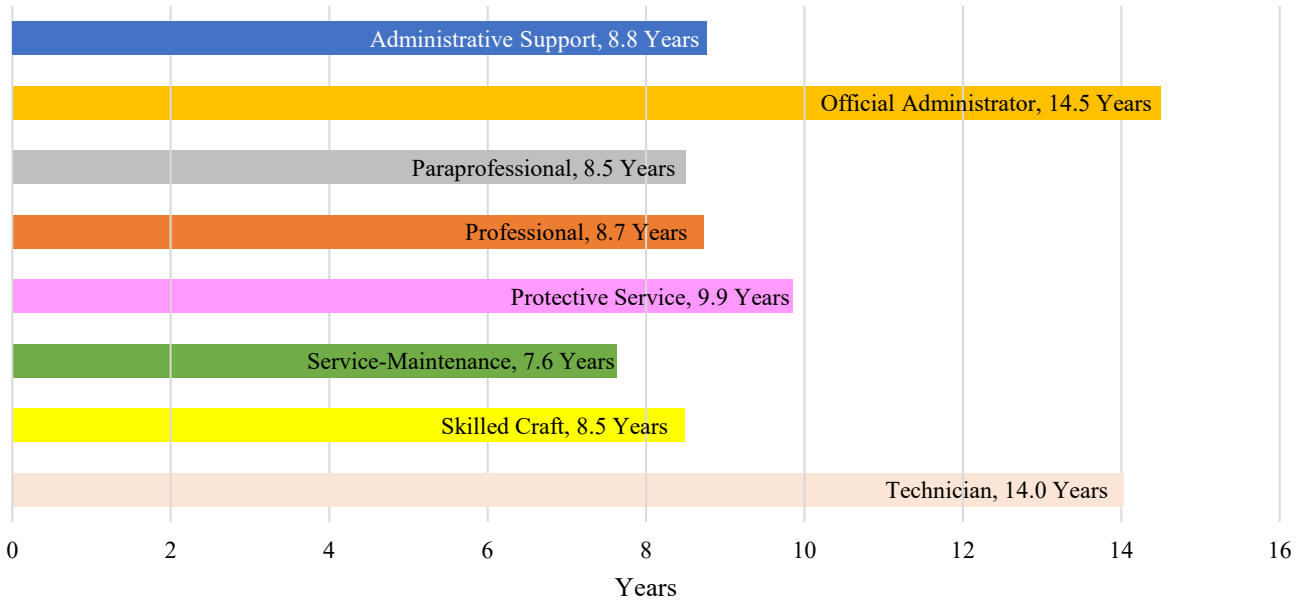 Administrative Support, 8.8 Years
Official Administrator, 14.5 Years
Paraprofessional, 8.5 Years
Professional, 8.7 Years
Protective Service, 9.9 Years
Service-Maintenance, 7.6 Years
Skilled Craft, 8.5 Years
Technician, 14.0 Years
0 2 4 6 8 10 12 14 16
Years